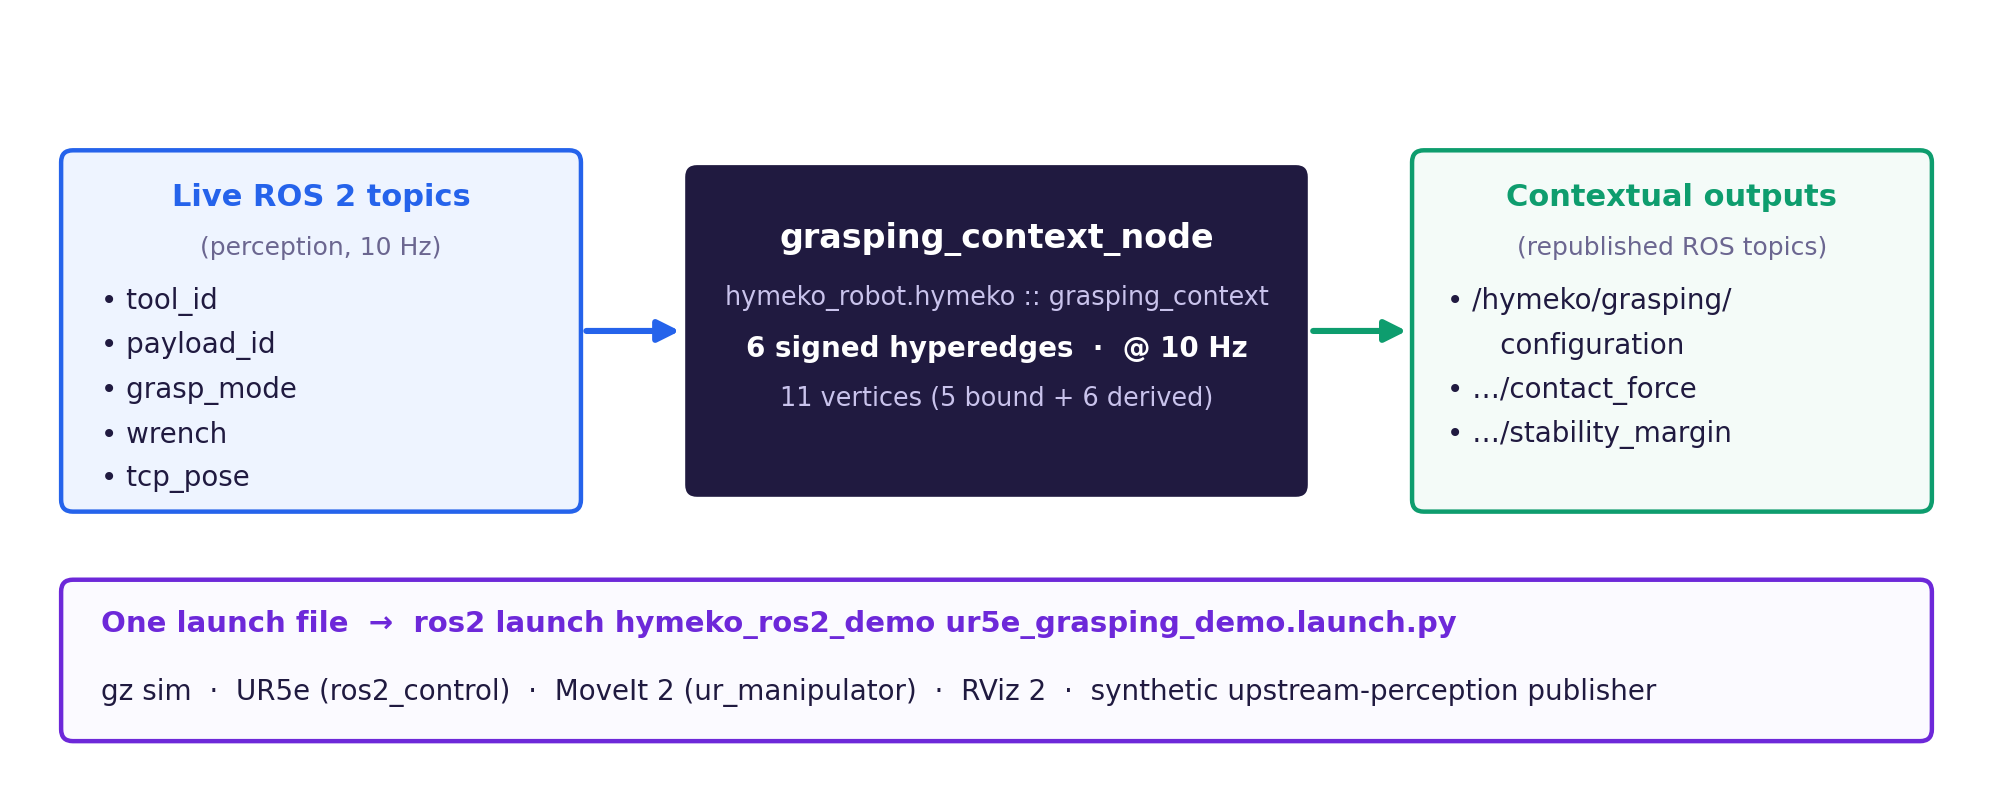 Live ROS 2 topics
(perception, 10 Hz)
• tool_id
• payload_id
• grasp_mode
• wrench
• tcp_pose
grasping_context_node
hymeko_robot.hymeko :: grasping_context
6 signed hyperedges · @ 10 Hz
11 vertices (5 bound + 6 derived)
Contextual outputs
(republished ROS topics)
• /hymeko/grasping/
configuration
• …/contact_force
• …/stability_margin
One launch file → ros2 launch hymeko_ros2_demo ur5e_grasping_demo.launch.py
gz sim · UR5e (ros2_control) · MoveIt 2 (ur_manipulator) · RViz 2 · synthetic upstream-perception publisher